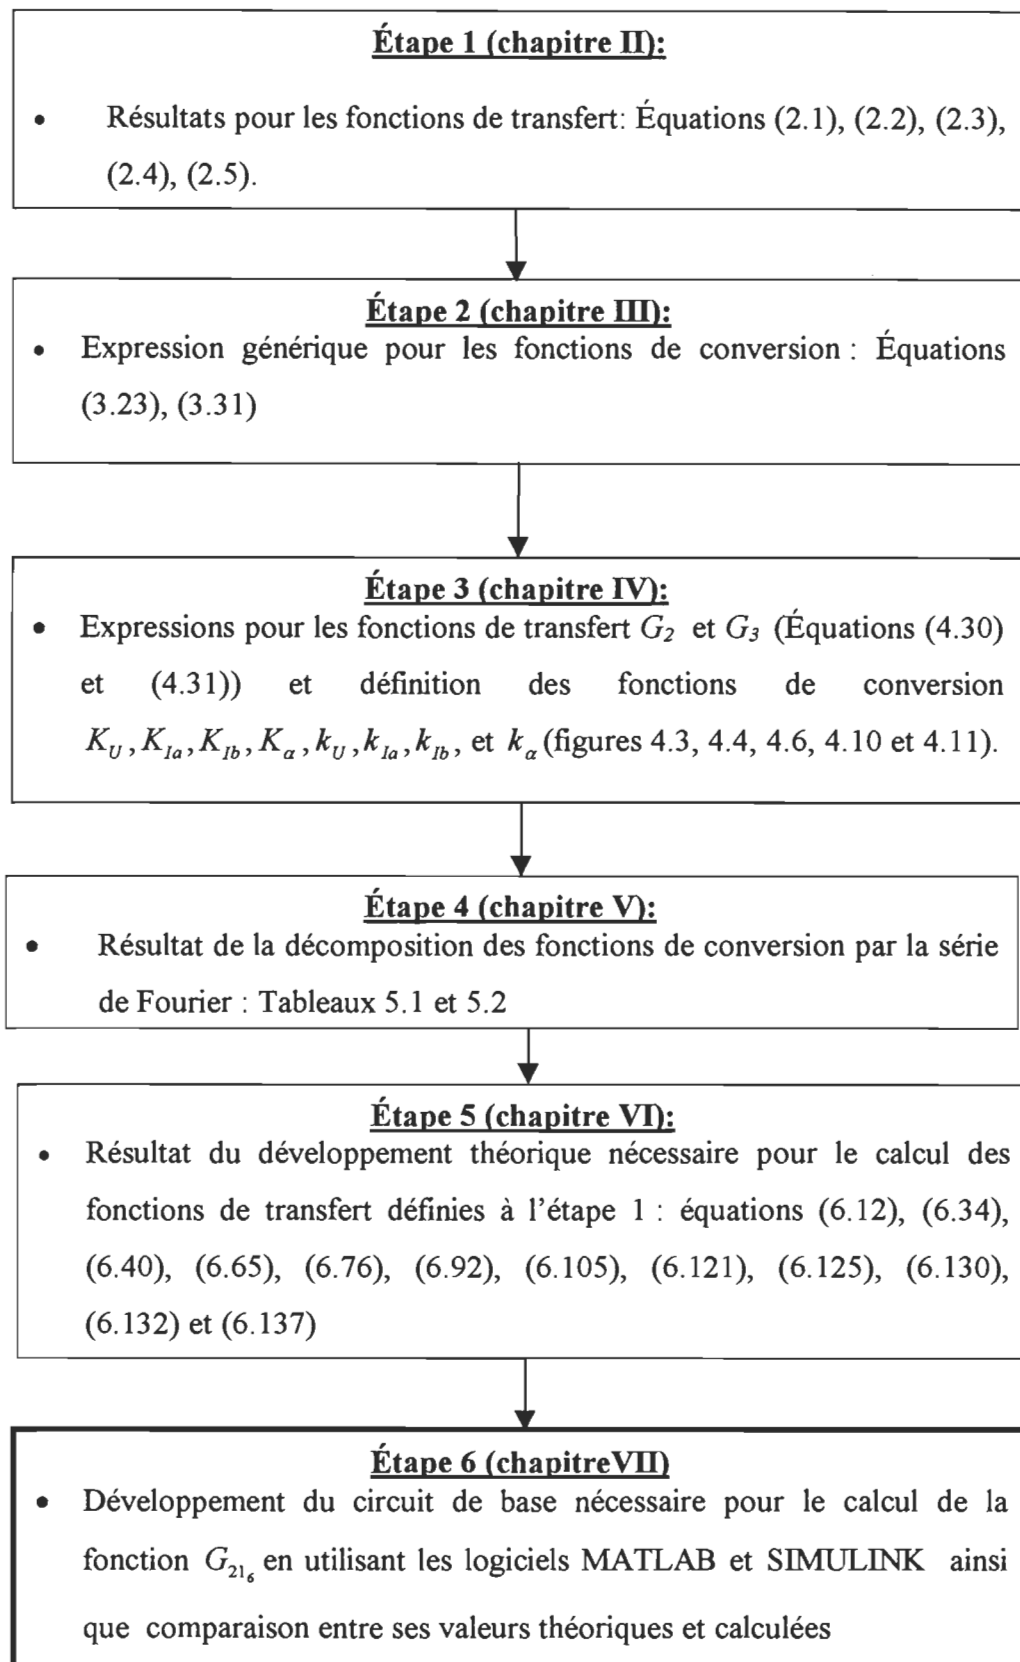 Étape 1 (chapitre II):
• Résultats pour les fonctions de transfert: Équations (2.1), (2.2), (2.3),
(2.4), (2.5).
Étape 2 (chapitre III):
• Expression générique pour les fonctions de conversion : Équations
(3.23), (3.31)
Étape 3 (chapitre IV):
• Expressions pour les fonctions de transfert G₂ et G₃ (Équations (4.30)
et (4.31)) et définition des fonctions de conversion
K_U, K_Ia, K_Ib, K_α, k_U, k_Ia, k_Ib, et k_α (figures 4.3, 4.4, 4.6, 4.10 et 4.11).
Étape 4 (chapitre V):
• Résultat de la décomposition des fonctions de conversion par la série
de Fourier : Tableaux 5.1 et 5.2
Étape 5 (chapitre VI):
• Résultat du développement théorique nécessaire pour le calcul des
fonctions de transfert définies à l’étape 1 : équations (6.12), (6.34),
(6.40), (6.65), (6.76), (6.92), (6.105), (6.121), (6.125), (6.130),
(6.132) et (6.137)
Étape 6 (chapitreVII)
• Développement du circuit de base nécessaire pour le calcul de la
fonction G_21₆ en utilisant les logiciels MATLAB et SIMULINK ainsi
que comparaison entre ses valeurs théoriques et calculées